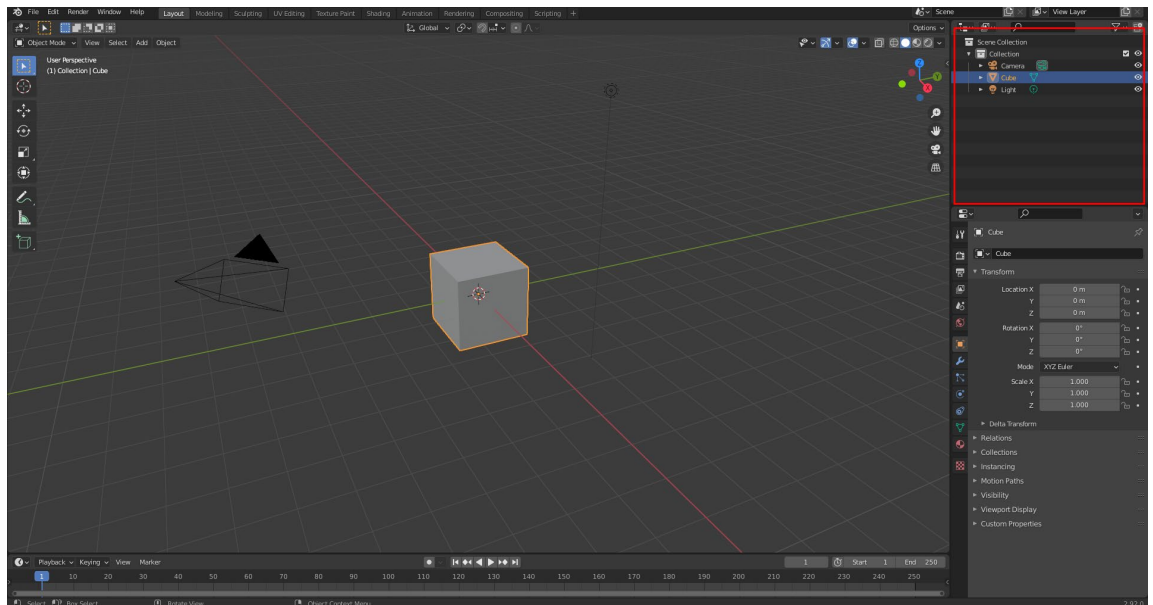 File Edit Render Window Help Layout Modeling Sculpting UV Editing Texture Paint Shading Animation Rendering Compositing Scripting + Scene View Layer
Global Options
Object Mode View Select Add Object
User Perspective
(1) Collection | Cube
Z
Y
X
Scene Collection
Collection
Camera
Cube
Light
Cube
Cube
Transform
Location X 0 m
Y 0 m
Z 0 m
Rotation X 0°
Y 0°
Z 0°
Mode XYZ Euler
Scale X 1.000
Y 1.000
Z 1.000
Delta Transform
Relations
Collections
Instancing
Motion Paths
Visibility
Viewport Display
Custom Properties
Playback Keying View Marker 1 Start 1 End 250
1 10 20 30 40 50 60 70 80 90 100 110 120 130 140 150 160 170 180 190 200 210 220 230 240 250
Select Box Select Rotate View Object Context Menu 2.92.0